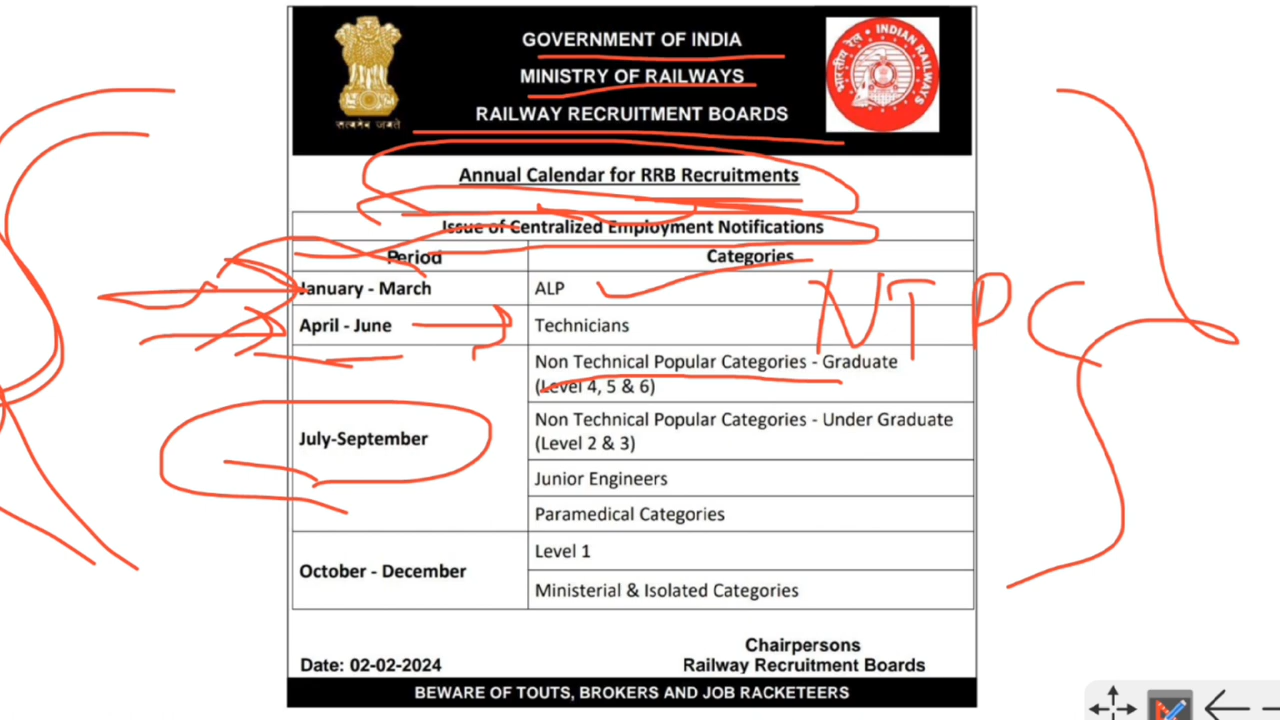 GOVERNMENT OF INDIA
MINISTRY OF RAILWAYS
RAILWAY RECRUITMENT BOARDS
सत्यमेव जयते
भारतीय रेल
INDIAN RAILWAYS
Annual Calendar for RRB Recruitments
Issue of Centralized Employment Notifications
Period Categories
January - March ALP
April - June Technicians
NTPC
July-September
Non Technical Popular Categories - Graduate
(Level 4, 5 & 6)
Non Technical Popular Categories - Under Graduate
(Level 2 & 3)
Junior Engineers
Paramedical Categories
October - December
Level 1
Ministerial & Isolated Categories
Chairpersons
Date: 02-02-2024 Railway Recruitment Boards
BEWARE OF TOUTS, BROKERS AND JOB RACKETEERS